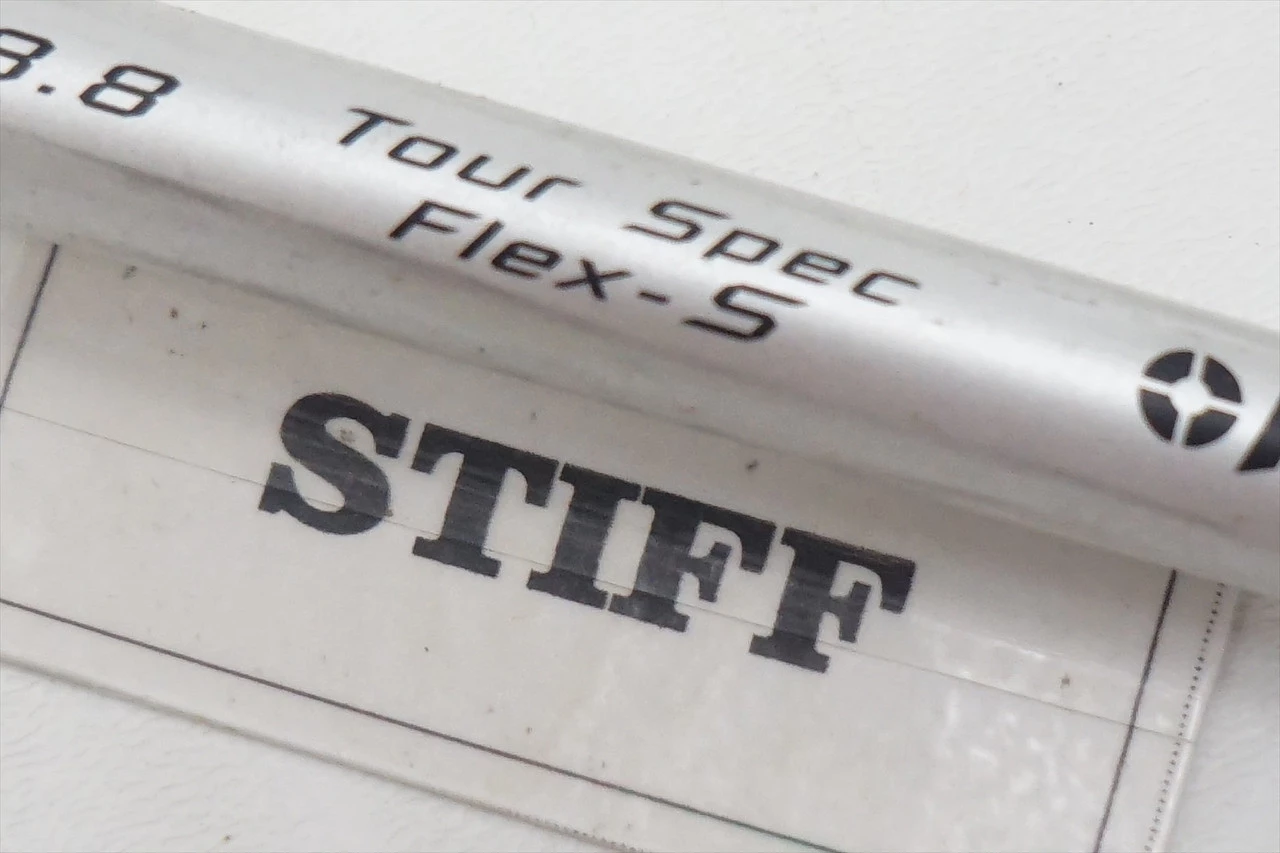 3.8
Tour Spec
Flex-S
STIFF